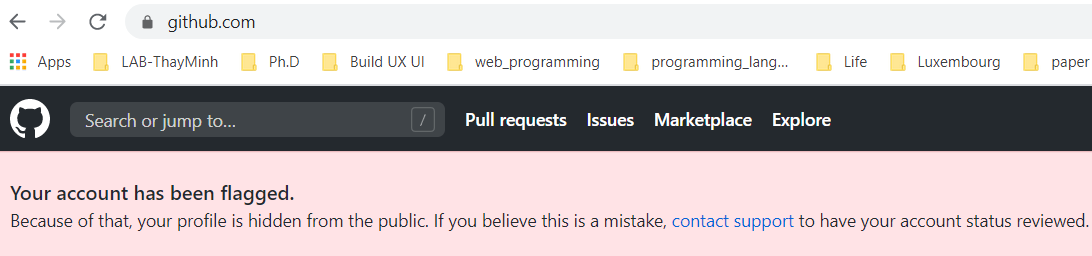 github.com
Apps LAB-ThayMinh Ph.D Build UX UI web_programming programming_lang... Life Luxembourg paper
Search or jump to... / Pull requests Issues Marketplace Explore
Your account has been flagged.
Because of that, your profile is hidden from the public. If you believe this is a mistake, contact support to have your account status reviewed.